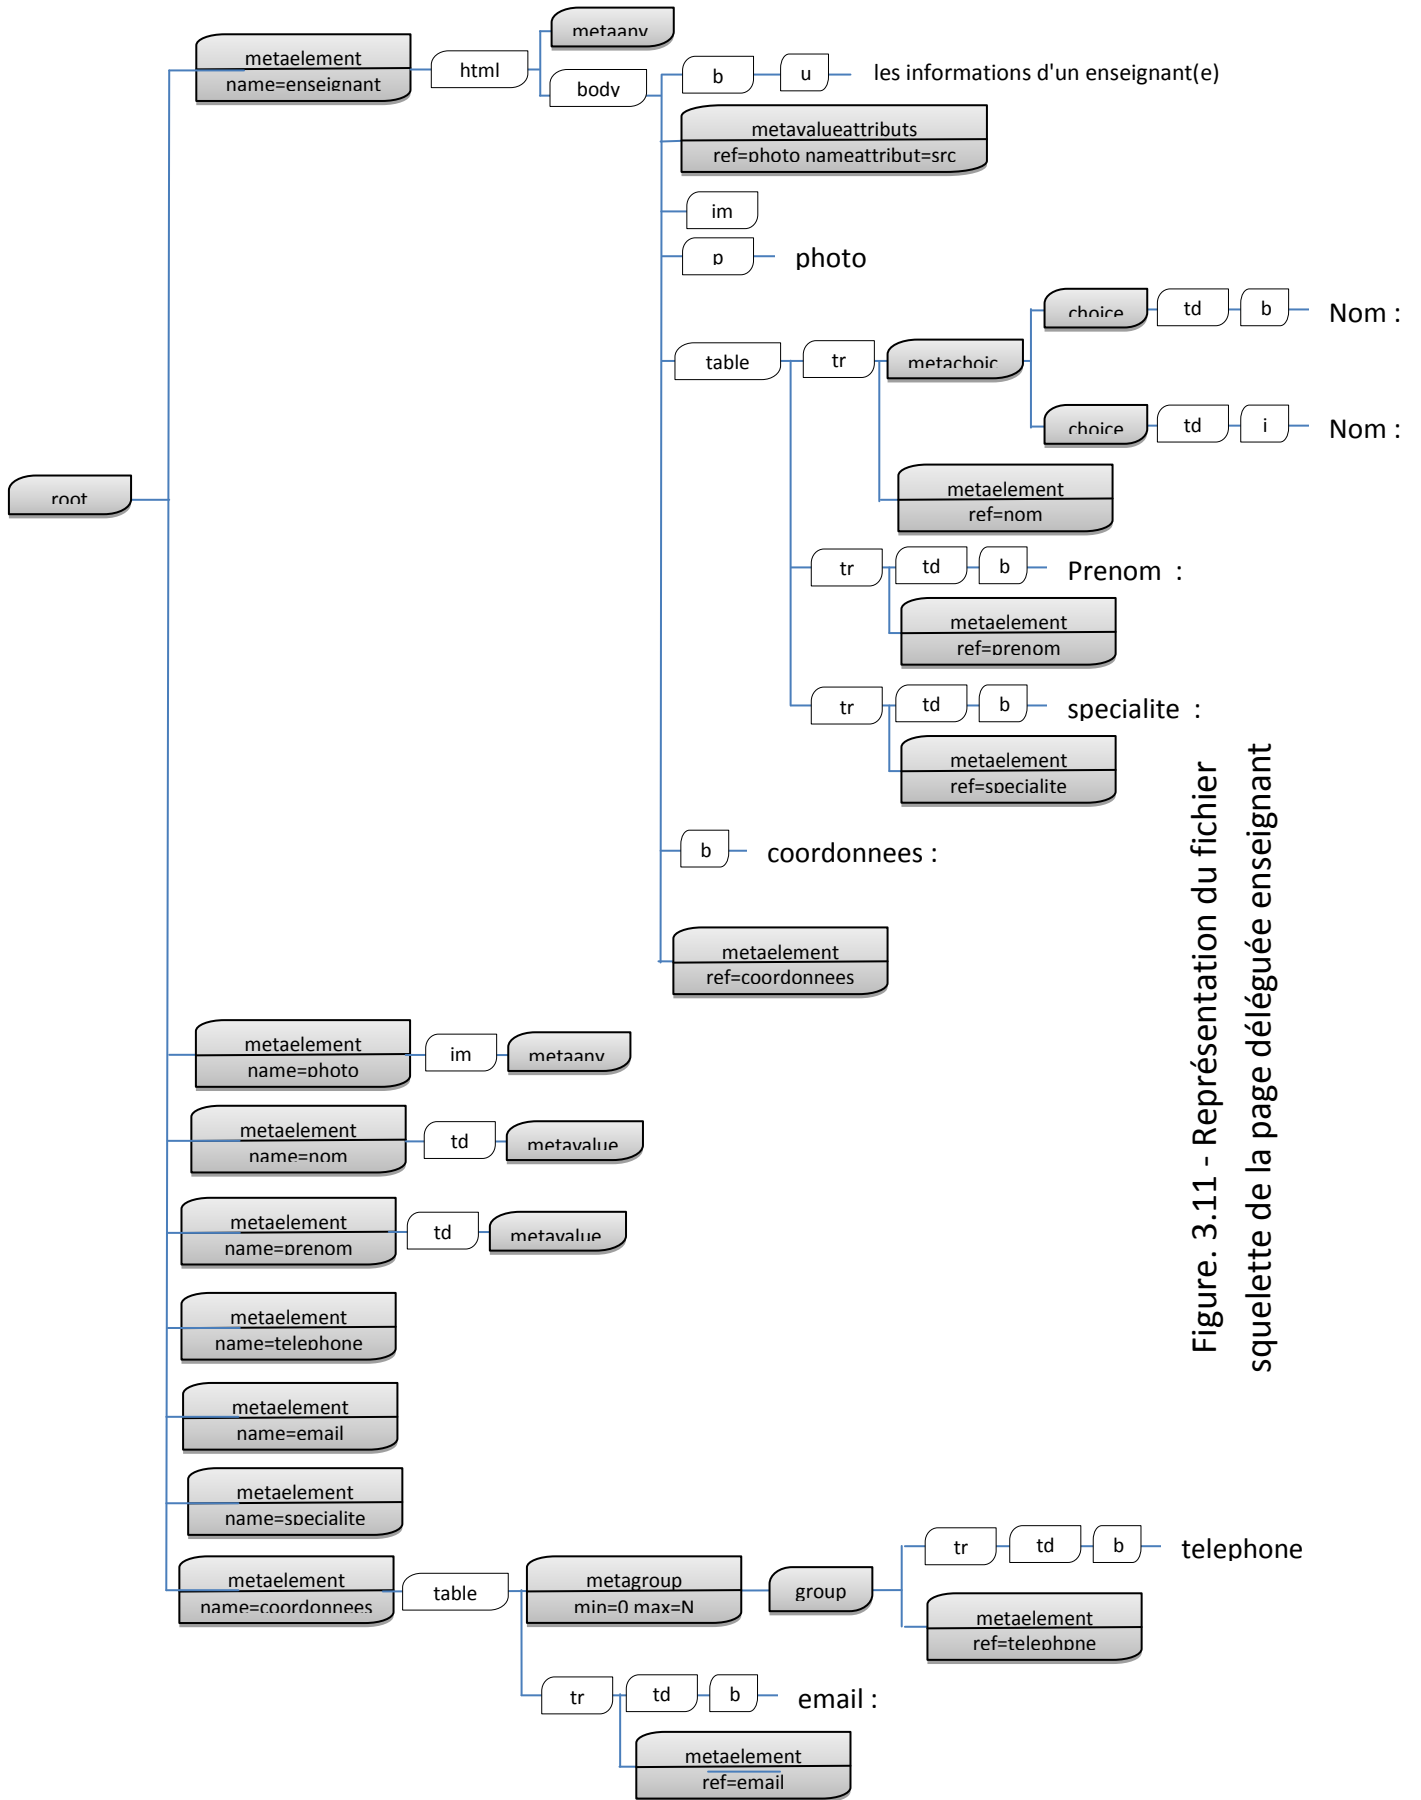 metaany
metaelement
name=enseignant
html
body
b
u
les informations d'un enseignant(e)
metavalueattributs
ref=photo nameattribut=src
im
p
photo
choice
td
b
Nom :
table
tr
metachoic
choice
td
i
Nom :
metaelement
ref=nom
root
tr
td
b
Prenom :
metaelement
ref=prenom
tr
td
b
specialite :
metaelement
ref=specialite
b
coordonnees :
metaelement
ref=coordonnees
Figure. 3.11 - Représentation du fichier
squelette de la page déléguée enseignant
metaelement
name=photo
im
metaany
metaelement
name=nom
td
metavalue
metaelement
name=prenom
td
metavalue
metaelement
name=telephone
metaelement
name=email
metaelement
name=specialite
metaelement
name=coordonnees
table
metagroup
min=0 max=N
group
tr
td
b
telephone
metaelement
ref=telephone
tr
td
b
email :
metaelement
ref=email